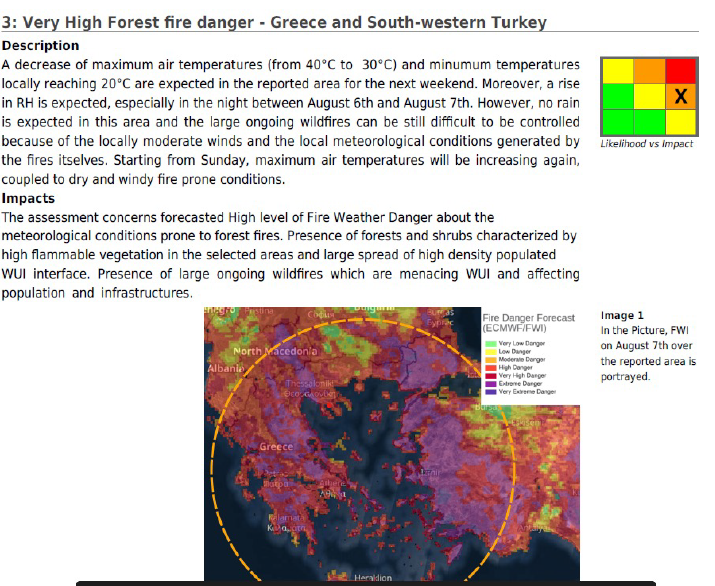 3: Very High Forest fire danger - Greece and South-western Turkey
Description
A decrease of maximum air temperatures (from 40°C to 30°C) and minumum temperatures
locally reaching 20°C are expected in the reported area for the next weekend. Moreover, a rise
in RH is expected, especially in the night between August 6th and August 7th. However, no rain
is expected in this area and the large ongoing wildfires can be still difficult to be controlled
because of the locally moderate winds and the local meteorological conditions generated by
the fires itselves. Starting from Sunday, maximum air temperatures will be increasing again,
coupled to dry and windy fire prone conditions.
X
Likelihood vs Impact
Impacts
The assessment concerns forecasted High level of Fire Weather Danger about the
meteorological conditions prone to forest fires. Presence of forests and shrubs characterized by
high flammable vegetation in the selected areas and large spread of high density populated
WUI interface. Presence of large ongoing wildfires which are menacing WUI and affecting
population and infrastructures.
Fire Danger Forecast
(ECMWF/FWI)
Very Low Danger
Low Danger
Moderate Danger
High Danger
Very High Danger
Extreme Danger
Very Extreme Danger
North Macedonia
Albania
Thessaloniki
Greece
Kalamata
Heraklion
Image 1
In the Picture, FWI
on August 7th over
the reported area is
portrayed.